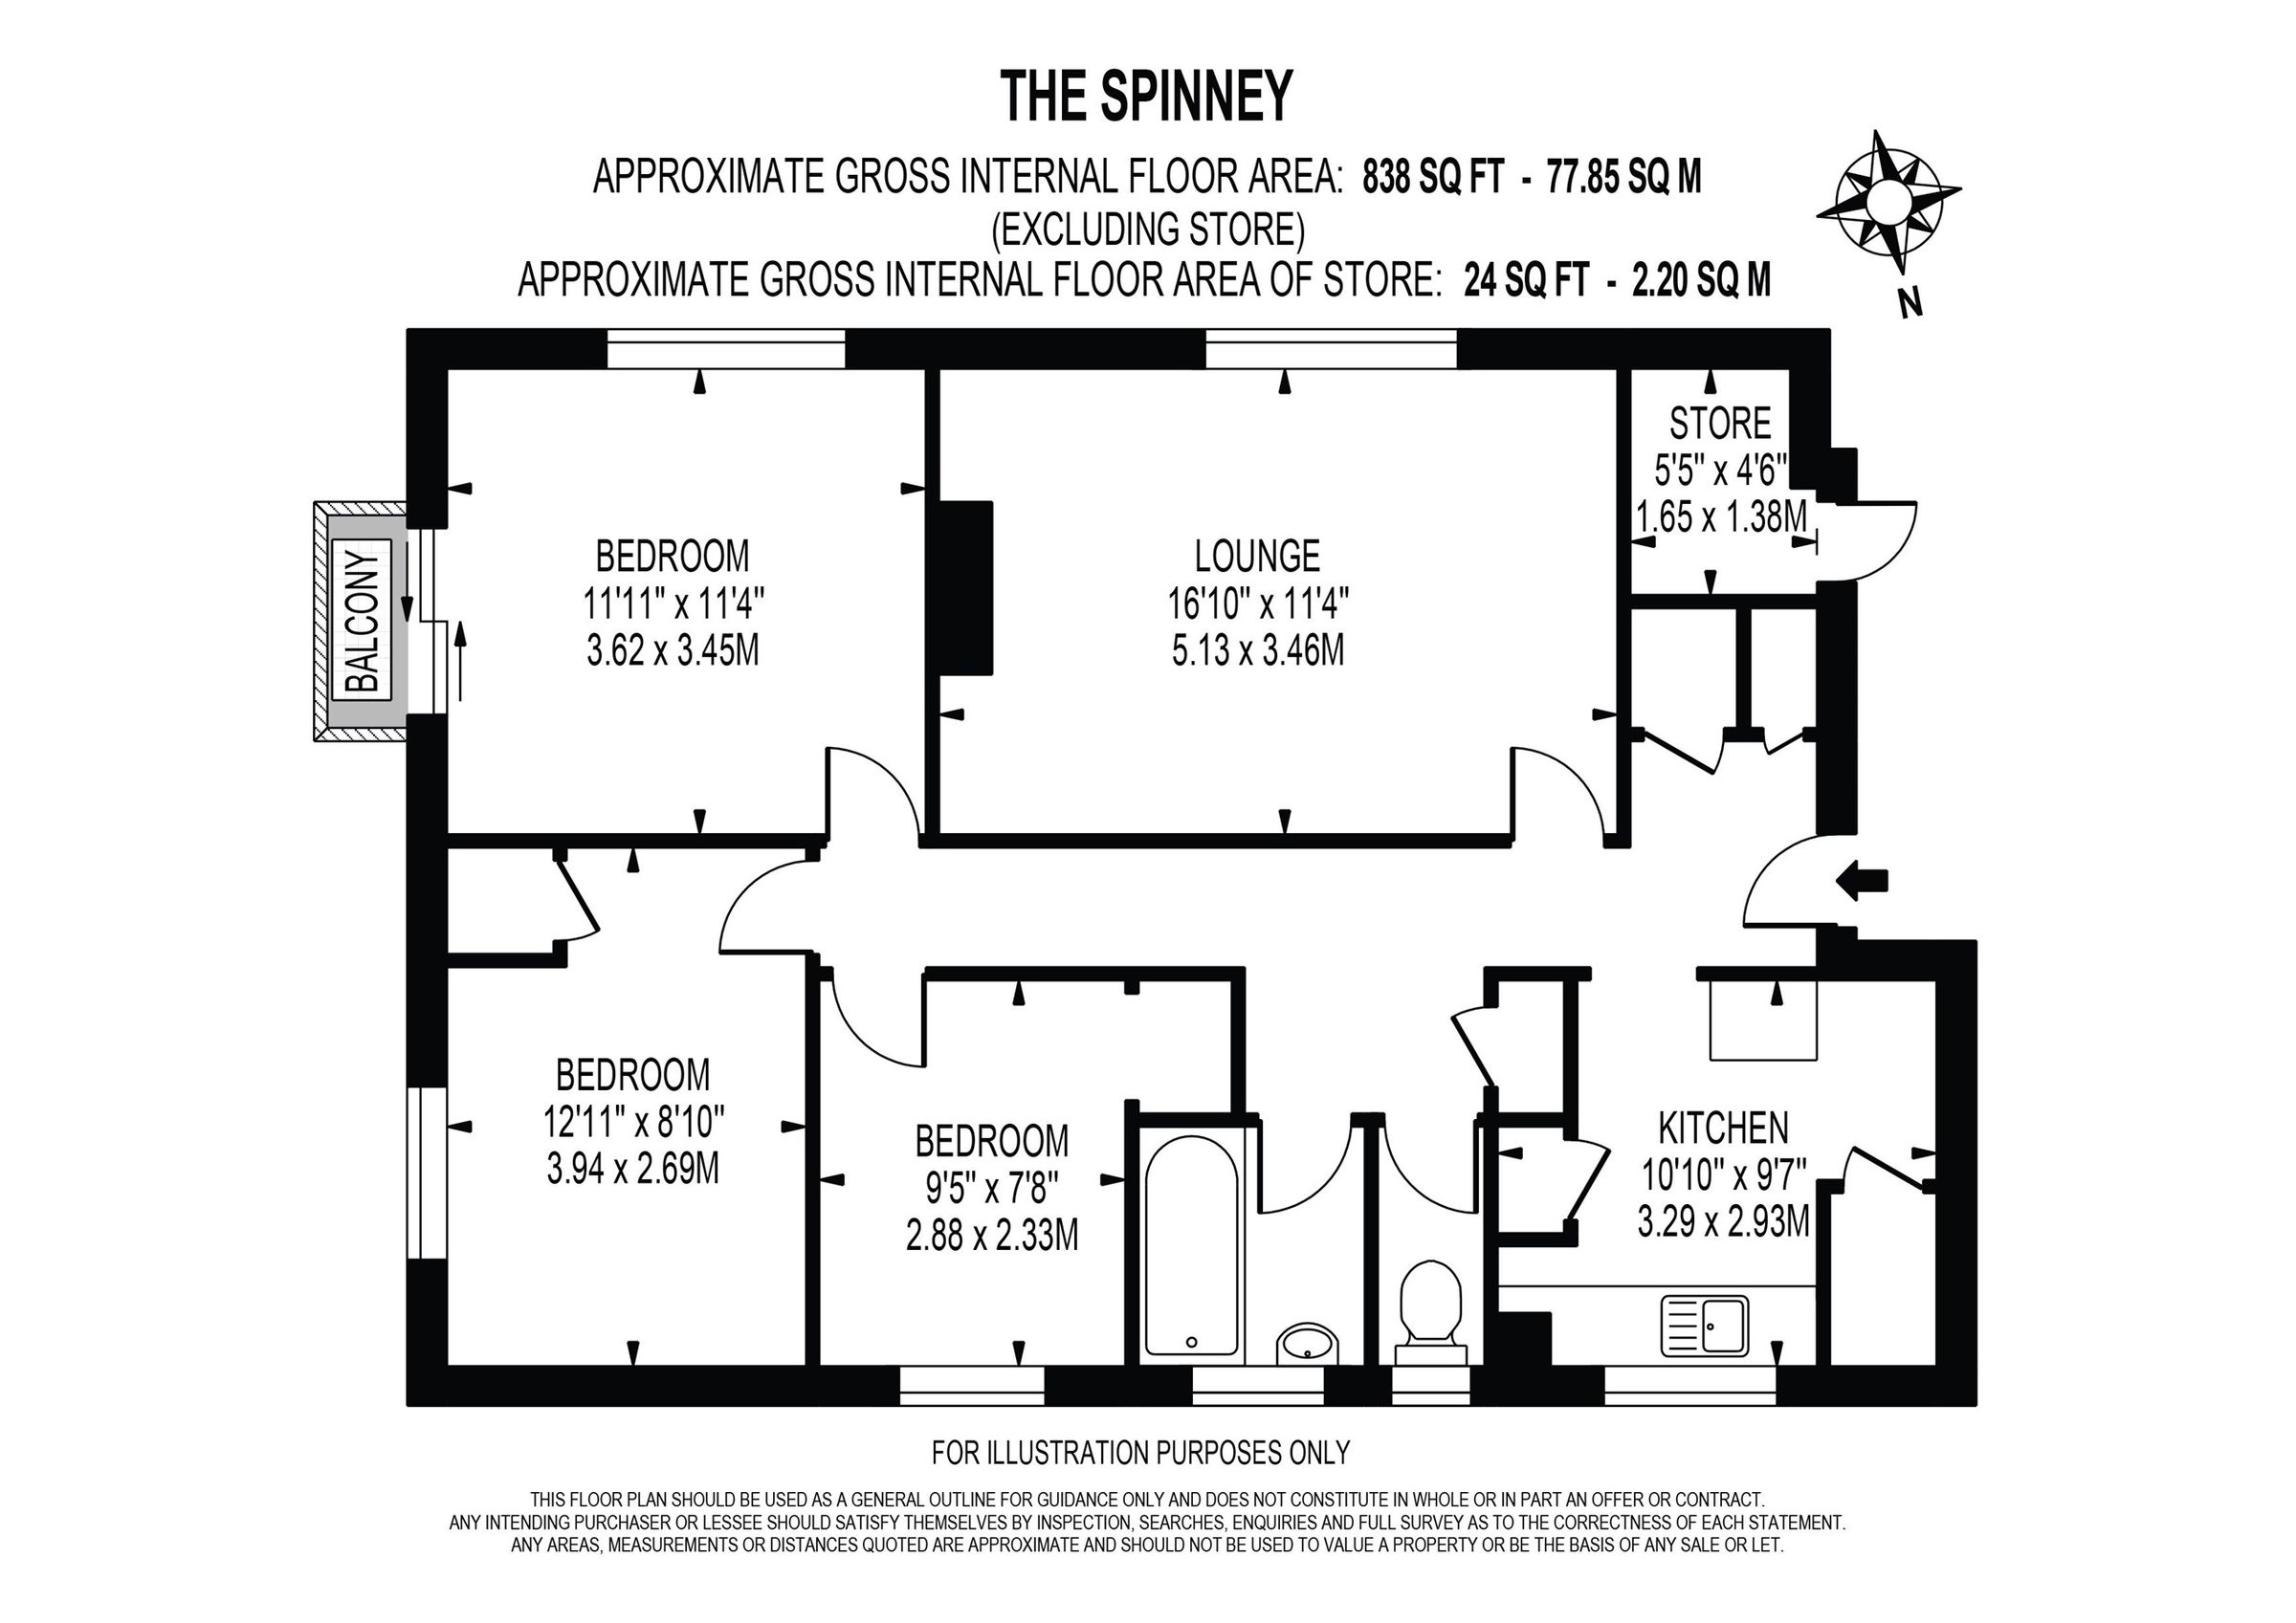 THE SPINNEY
APPROXIMATE GROSS INTERNAL FLOOR AREA: 838 SQ FT - 77.85 SQ M
(EXCLUDING STORE)
APPROXIMATE GROSS INTERNAL FLOOR AREA OF STORE: 24 SQ FT - 2.20 SQ M
N
STORE
5'5" x 4'6"
1.65 x 1.38M
BALCONY
BEDROOM
11'11" x 11'4"
3.62 x 3.45M
LOUNGE
16'10" x 11'4"
5.13 x 3.46M
BEDROOM
12'11" x 8'10"
3.94 x 2.69M
BEDROOM
9'5" x 7'8"
2.88 x 2.33M
KITCHEN
10'10" x 9'7"
3.29 x 2.93M
FOR ILLUSTRATION PURPOSES ONLY
THIS FLOOR PLAN SHOULD BE USED AS A GENERAL OUTLINE FOR GUIDANCE ONLY AND DOES NOT CONSTITUTE IN WHOLE OR IN PART AN OFFER OR CONTRACT.
ANY INTENDING PURCHASER OR LESSEE SHOULD SATISFY THEMSELVES BY INSPECTION, SEARCHES, ENQUIRIES AND FULL SURVEY AS TO THE CORRECTNESS OF EACH STATEMENT.
ANY AREAS, MEASUREMENTS OR DISTANCES QUOTED ARE APPROXIMATE AND SHOULD NOT BE USED TO VALUE A PROPERTY OR BE THE BASIS OF ANY SALE OR LET.